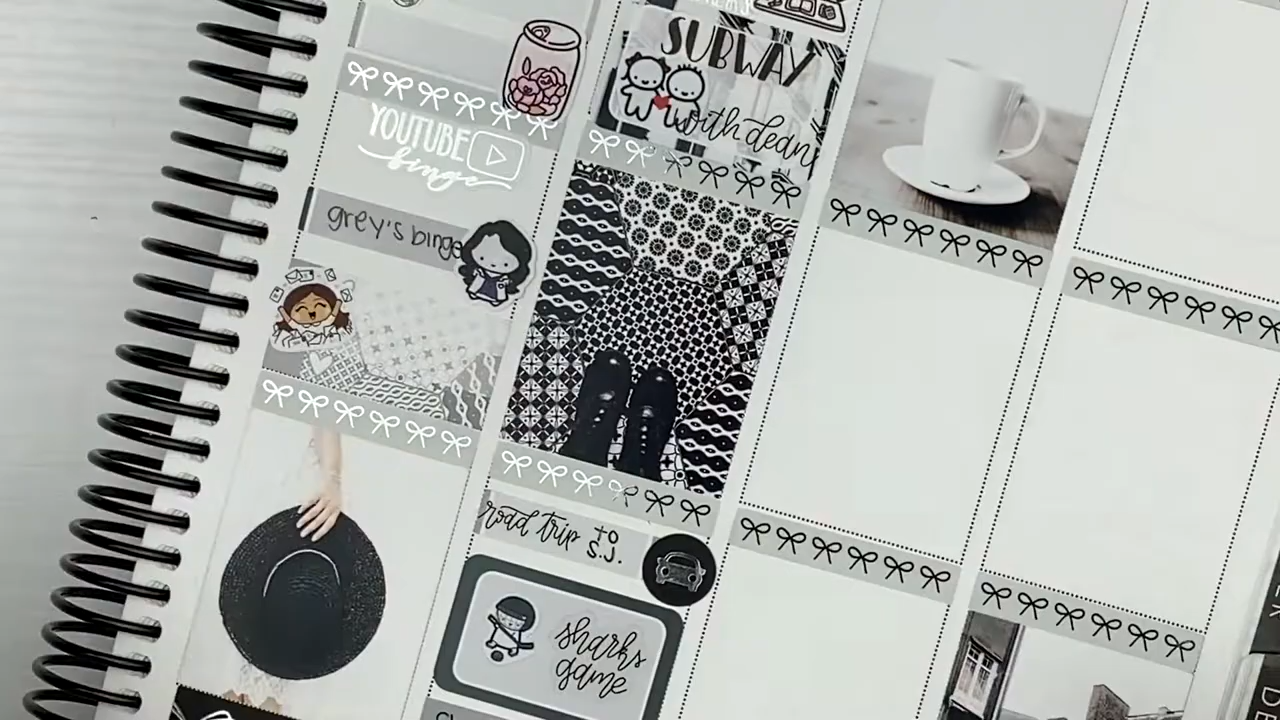 YOUTUBE
binge
grey's binge
SUBWAY
with dean
road trip TO
S.J.
sharks
game